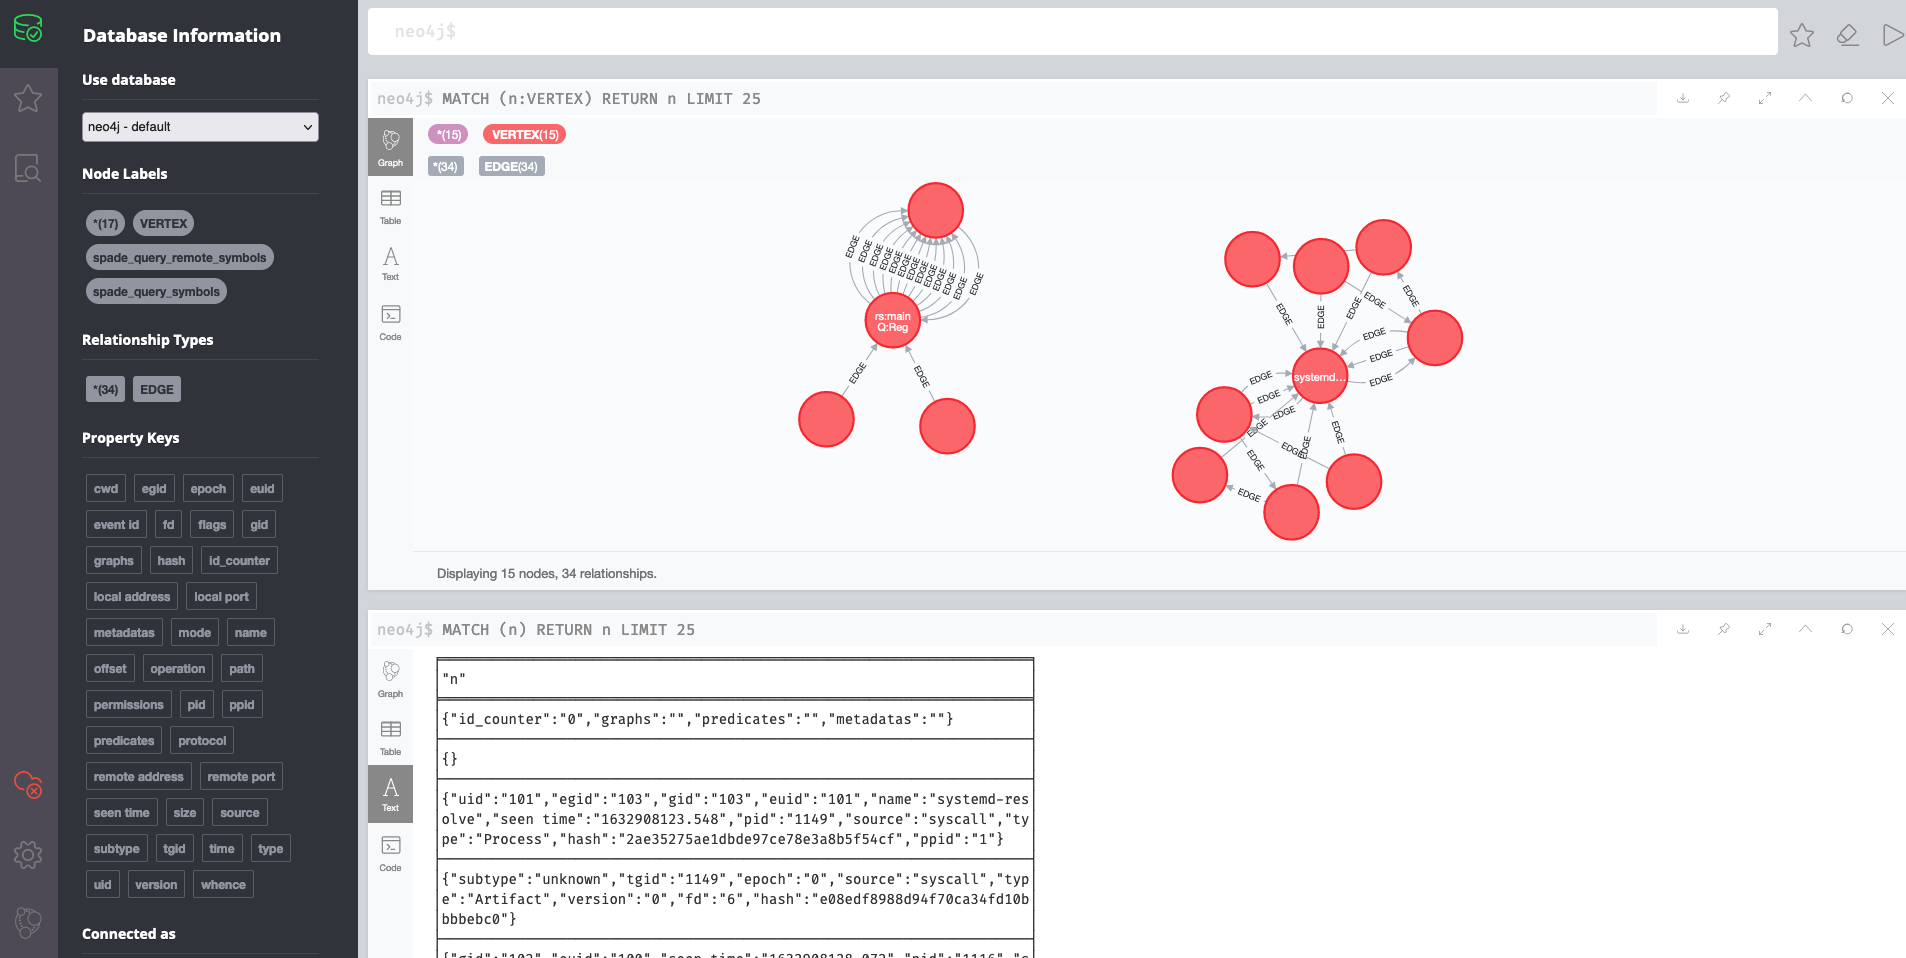 Database Information
Use database
neo4j - default
Node Labels
*(17) VERTEX
spade_query_remote_symbols
spade_query_symbols
Relationship Types
*(34) EDGE
Property Keys
cwd egid epoch euid
event id fd flags gid
graphs hash id_counter
local address local port
metadatas mode name
offset operation path
permissions pid ppid
predicates protocol
remote address remote port
seen time size source
subtype tgid time type
uid version whence
Connected as
neo4j$
neo4j$ MATCH (n:VERTEX) RETURN n LIMIT 25
Graph
Table
Text
Code
*(15) VERTEX(15)
*(34) EDGE(34)
EDGE EDGE EDGE EDGE EDGE EDGE EDGE EDGE EDGE EDGE EDGE EDGE
rs:main
Q:Reg
EDGE EDGE
EDGE EDGE EDGE EDGE EDGE
EDGE
EDGE
EDGE
systemd...
EDGE
EDGE
EDGE
EDGE EDGE
EDGE EDGE EDGE
EDGE
Displaying 15 nodes, 34 relationships.
neo4j$ MATCH (n) RETURN n LIMIT 25
Graph
Table
Text
Code
"n"
{"id_counter":"0","graphs":"","predicates":"","metadatas":""}
{}
{"uid":"101","egid":"103","gid":"103","euid":"101","name":"systemd-res
olve","seen time":"1632908123.548","pid":"1149","source":"syscall","ty
pe":"Process","hash":"2ae35275ae1dbde97ce78e3a8b5f54cf","ppid":"1"}
{"subtype":"unknown","tgid":"1149","epoch":"0","source":"syscall","typ
e":"Artifact","version":"0","fd":"6","hash":"e08edf8988d94f70ca34fd10b
bbbebc0"}